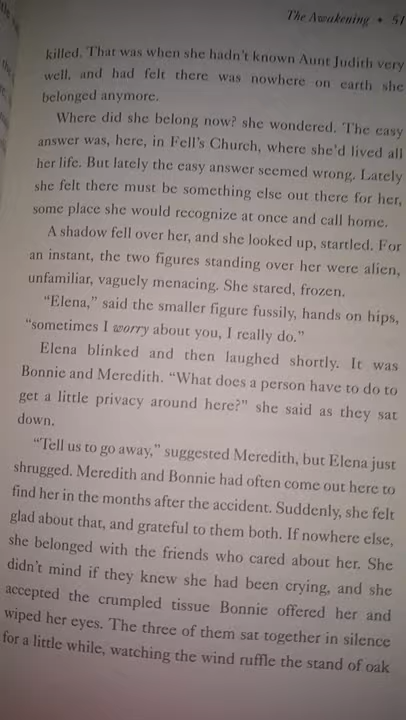 The Awakening • 51
killed. That was when she hadn't known Aunt Judith very
well, and had felt there was nowhere on earth she
belonged anymore.
Where did she belong now? she wondered. The easy
answer was, here, in Fell's Church, where she'd lived all
her life. But lately the easy answer seemed wrong. Lately
she felt there must be something else out there for her,
some place she would recognize at once and call home.
A shadow fell over her, and she looked up, startled. For
an instant, the two figures standing over her were alien,
unfamiliar, vaguely menacing. She stared, frozen.
"Elena," said the smaller figure fussily, hands on hips,
"sometimes I worry about you, I really do."
Elena blinked and then laughed shortly. It was
Bonnie and Meredith. "What does a person have to do to
get a little privacy around here?" she said as they sat
down.
"Tell us to go away," suggested Meredith, but Elena just
shrugged. Meredith and Bonnie had often come out here to
find her in the months after the accident. Suddenly, she felt
glad about that, and grateful to them both. If nowhere else,
she belonged with the friends who cared about her. She
didn't mind if they knew she had been crying, and she
accepted the crumpled tissue Bonnie offered her and
wiped her eyes. The three of them sat together in silence
for a little while, watching the wind ruffle the stand of oak